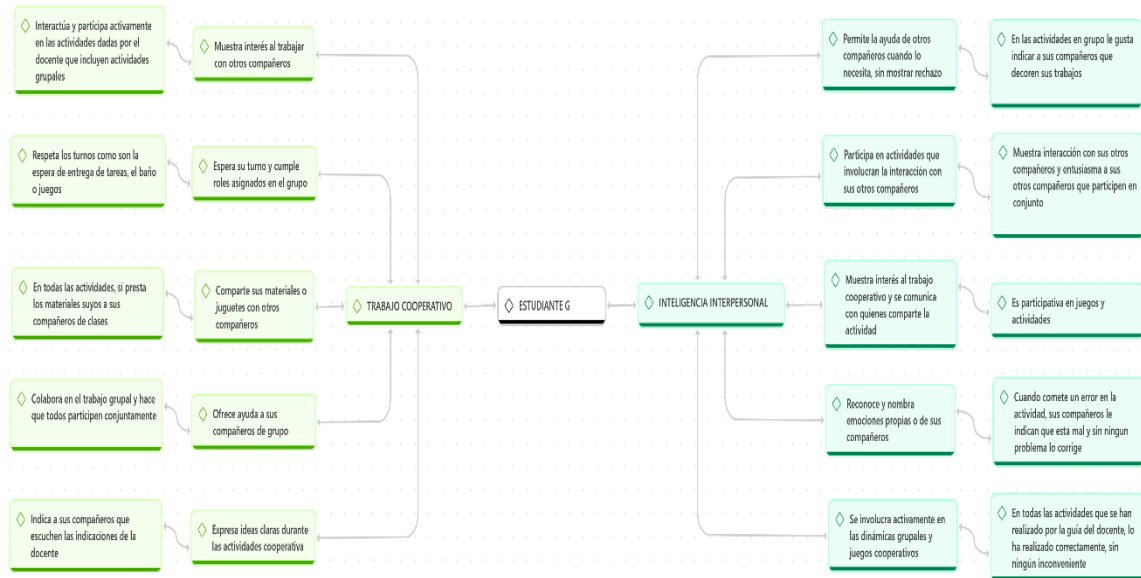 Interactúa y participa activamente
en las actividades dadas por el
docente que incluyen actividades
grupales
Muestra interés al trabajar
con otros compañeros
Respeta los turnos como son la
espera de entrega de tareas, el baño
o juegos
Espera su turno y cumple
roles asignados en el grupo
En todas las actividades, si presta
los materiales suyos a sus
compañeros de clases
Comparte sus materiales o
juguetes con otros
compañeros
Colabora en el trabajo grupal y hace
que todos participen conjuntamente
Ofrece ayuda a sus
compañeros de grupo
Indica a sus compañeros que
escuchen las indicaciones de la
docente
Expresa ideas claras durante
las actividades cooperativa
TRABAJO COOPERATIVO
ESTUDIANTE G
INTELIGENCIA INTERPERSONAL
Permite la ayuda de otros
compañeros cuando lo
necesita, sin mostrar rechazo
En las actividades en grupo le gusta
indicar a sus compañeros que
decoren sus trabajos
Participa en actividades que
involucran la interacción con
sus otros compañeros
Muestra interacción con sus otros
compañeros y entusiasma a sus
otros compañeros que participen en
conjunto
Muestra interés al trabajo
cooperativo y se comunica
con quienes comparte la
actividad
Es participativa en juegos y
actividades
Reconoce y nombra
emociones propias o de sus
compañeros
Cuando comete un error en la
actividad, sus compañeros le
indican que esta mal y sin ningun
problema lo corrige
Se involucra activamente en
las dinámicas grupales y
juegos cooperativos
En todas las actividades que se han
realizado por la guía del docente, lo
ha realizado correctamente, sin
ningún inconveniente